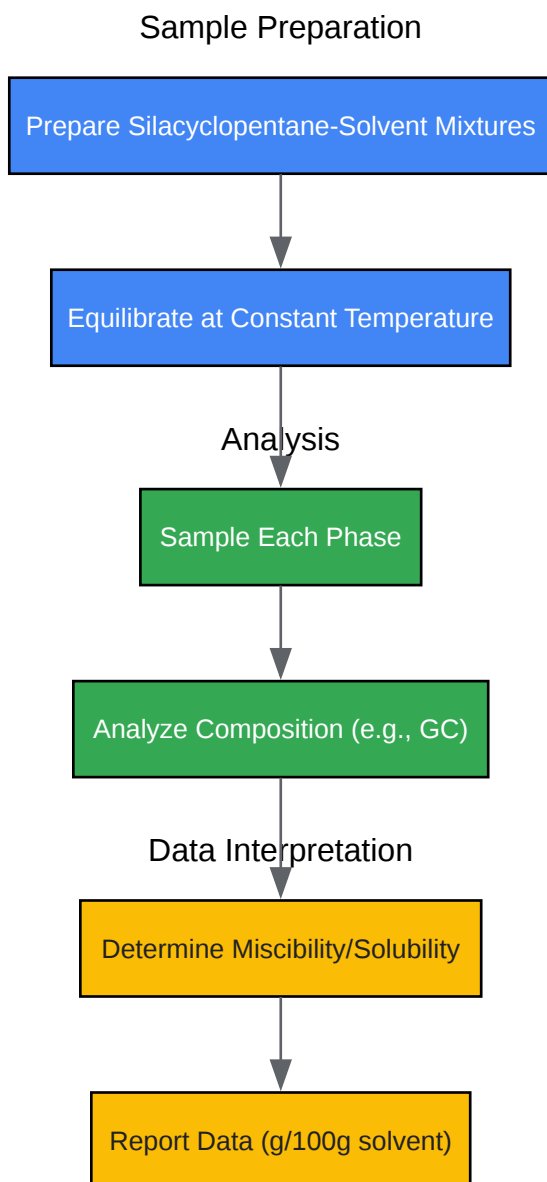 Sample Preparation
Prepare Silacyclopentane-Solvent Mixtures
Equilibrate at Constant Temperature
Analysis
Sample Each Phase
Analyze Composition (e.g., GC)
Data Interpretation
Determine Miscibility/Solubility
Report Data (g/100g solvent)